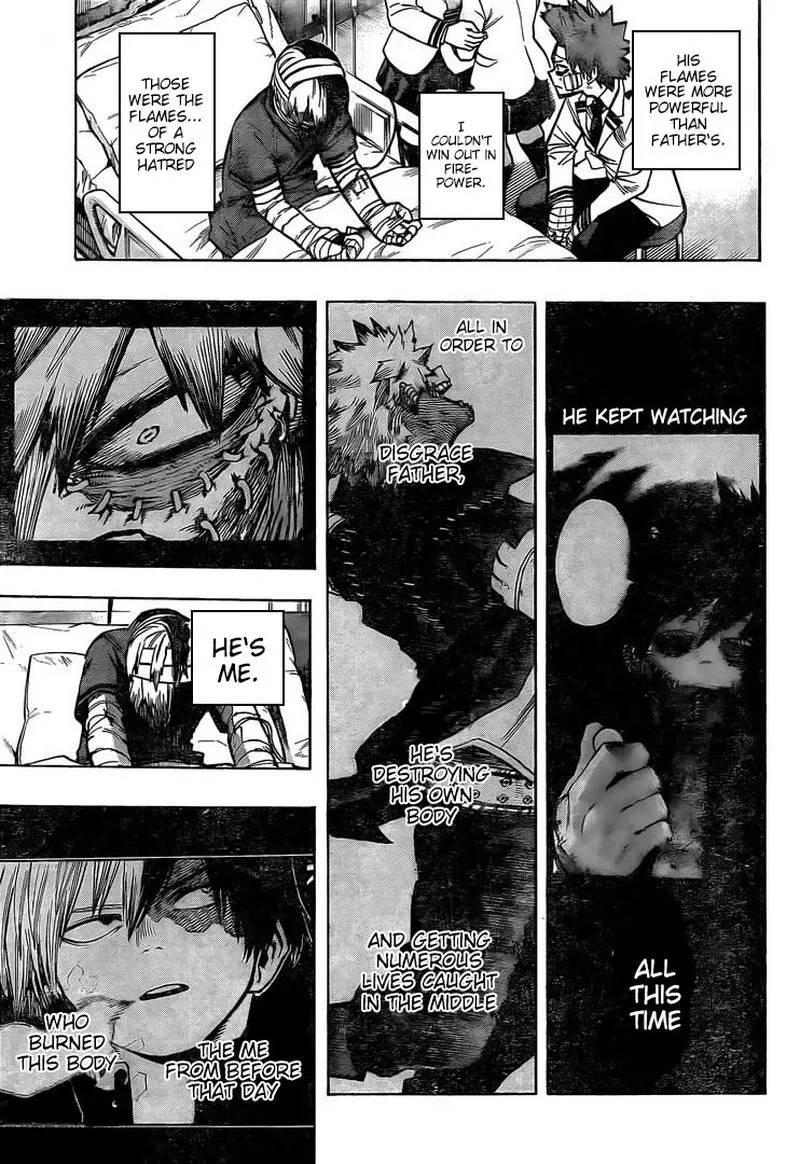 HIS
FLAMES
WERE MORE
POWERFUL
THAN
FATHER'S.
I
COULDN'T
WIN OUT IN
FIRE-
POWER.
THOSE
WERE THE
FLAMES...
OF A
STRONG
HATRED
HE KEPT WATCHING
ALL
THIS
TIME
ALL IN
ORDER TO
DISGRACE
FATHER,
HE'S
DESTROYING
HIS OWN
BODY
AND GETTING
NUMEROUS
LIVES CAUGHT
IN THE MIDDLE
HE'S
ME.
THE ME
FROM BEFORE
THAT DAY
WHO
BURNED
THIS BODY